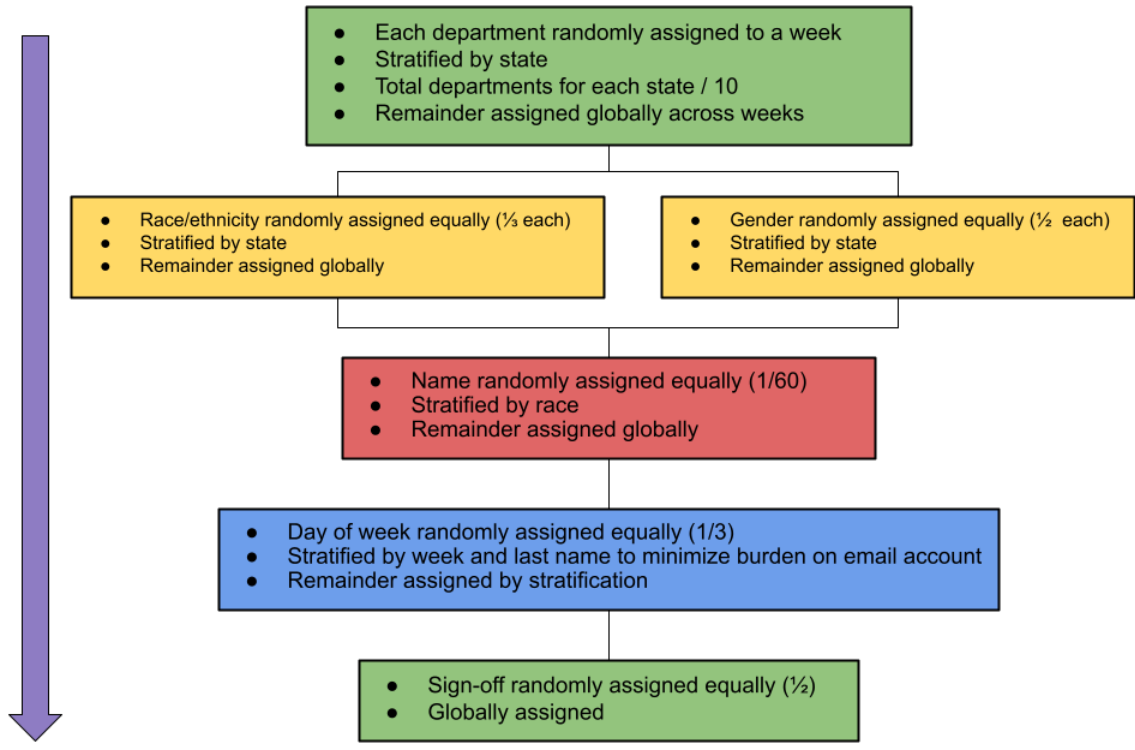 ● Each department randomly assigned to a week
● Stratified by state
● Total departments for each state / 10
● Remainder assigned globally across weeks
● Race/ethnicity randomly assigned equally (⅓ each)
● Stratified by state
● Remainder assigned globally
● Gender randomly assigned equally (½ each)
● Stratified by state
● Remainder assigned globally
● Name randomly assigned equally (1/60)
● Stratified by race
● Remainder assigned globally
● Day of week randomly assigned equally (1/3)
● Stratified by week and last name to minimize burden on email account
● Remainder assigned by stratification
● Sign-off randomly assigned equally (½)
● Globally assigned